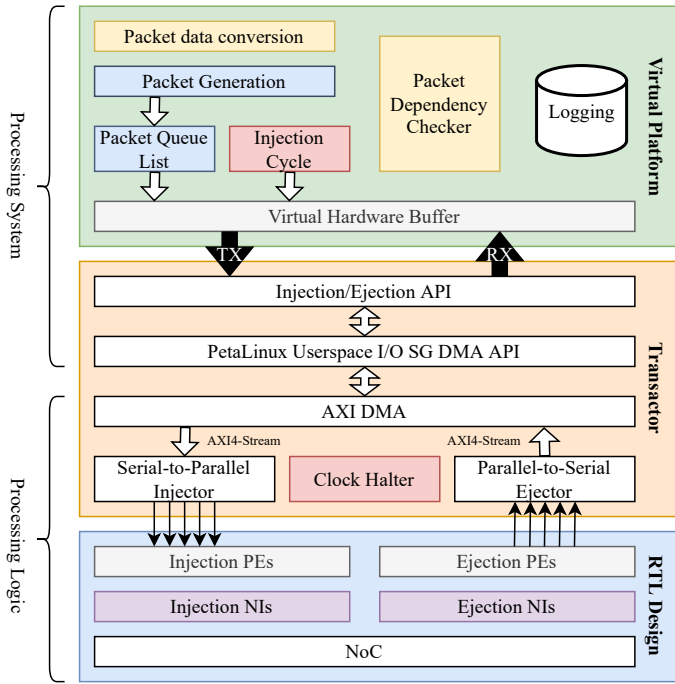 Packet data conversion
Packet Generation
Packet Queue
List
Injection
Cycle
Packet
Dependency
Checker
Logging
Virtual Hardware Buffer
Virtual Platform
Processing System
TX
RX
Injection/Ejection API
PetaLinux Userspace I/O SG DMA API
AXI DMA
AXI4-Stream
AXI4-Stream
Serial-to-Parallel
Injector
Clock Halter
Parallel-to-Serial
Ejector
Transactor
Processing Logic
Injection PEs
Ejection PEs
Injection NIs
Ejection NIs
NoC
RTL Design